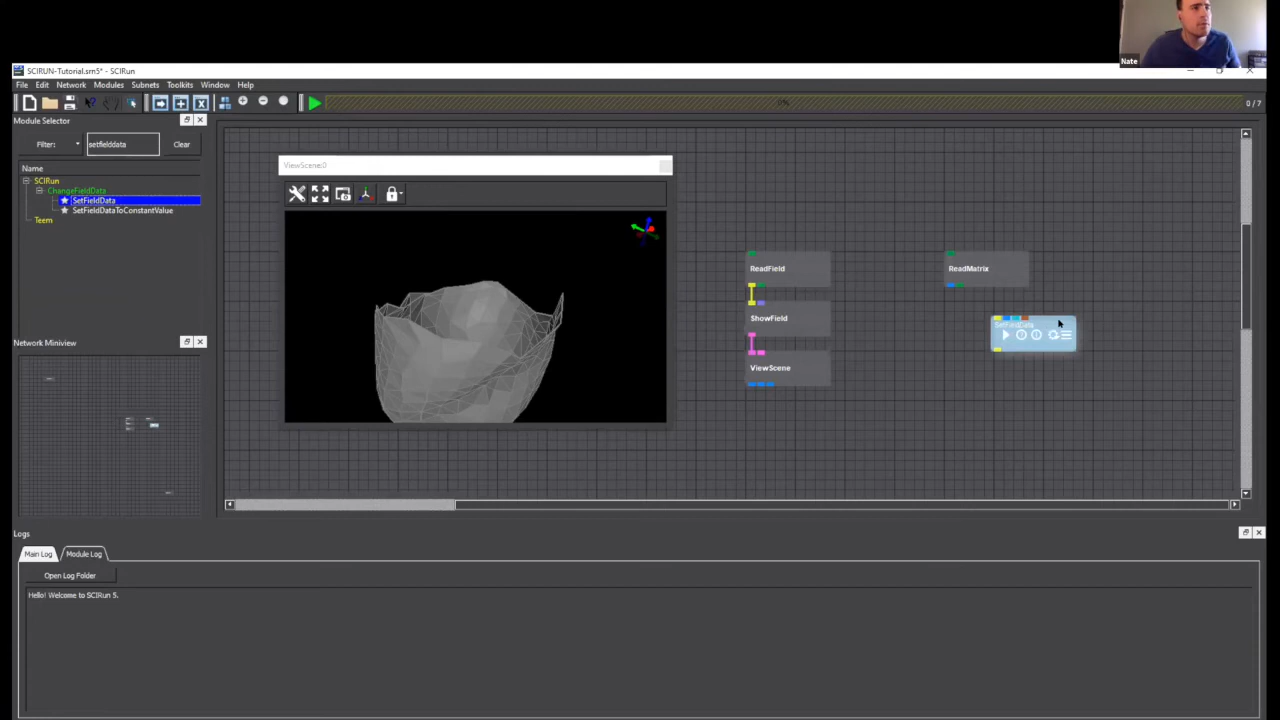 Nate
SCIRUN-Tutorial.srn5* - SCIRun
File Edit Network Modules Subnets Toolkits Window Help
0%
0 / 7
Module Selector
Filter:
setfielddata
Clear
Name
SCIRun
ChangeFieldData
SetFieldData
SetFieldDataToConstantValue
Teem
Network Miniview
ViewScene:0
ReadField
ShowField
ViewScene
ReadMatrix
SetFieldData
Logs
Main Log
Module Log
Open Log Folder
Hello! Welcome to SCIRun 5.